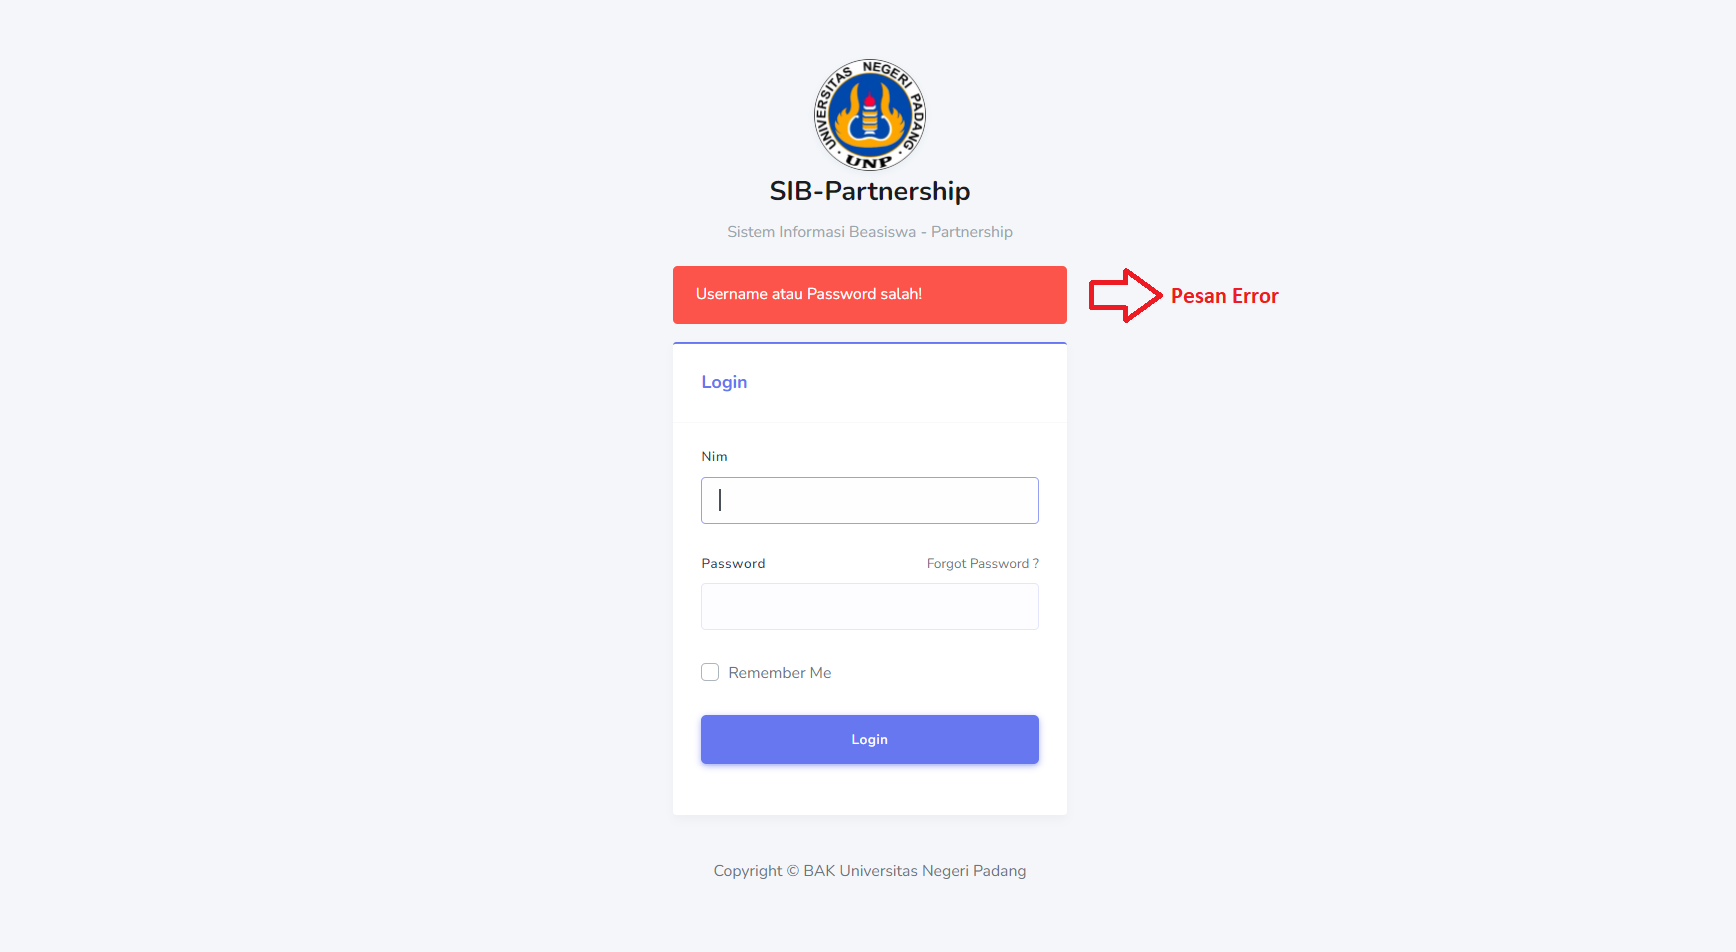 UNIVERSITAS NEGERI PADANG
UNP
SIB-Partnership
Sistem Informasi Beasiswa - Partnership
Username atau Password salah!
Pesan Error
Login
Nim
Password
Forgot Password ?
Remember Me
Login
Copyright © BAK Universitas Negeri Padang